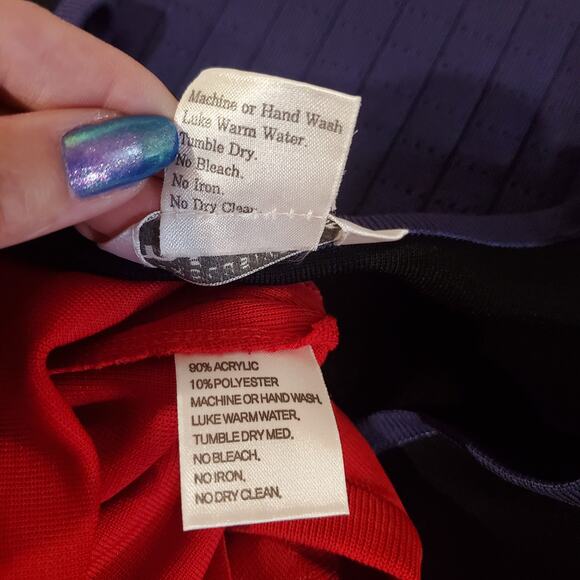 Machine or Hand Wash
Luke Warm Water.
Tumble Dry.
No Bleach.
No Iron.
No Dry Clean
90% ACRYLIC
10% POLYESTER
MACHINE OR HAND WASH,
LUKE WARM WATER,
TUMBLE DRY MED,
NO BLEACH,
NO IRON,
NO DRY CLEAN,